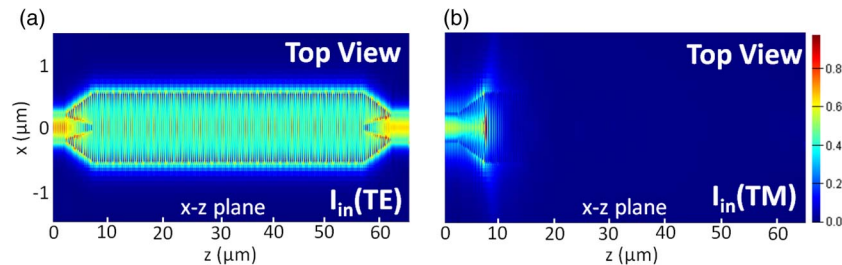 (a)
Top View
1
0
-1
x (μm)
x-z plane
I_in(TE)
0 10 20 30 40 50 60
z (μm)
(b)
Top View
x-z plane
I_in(TM)
0 10 20 30 40 50 60
z (μm)
0.8
0.6
0.4
0.2
0.0